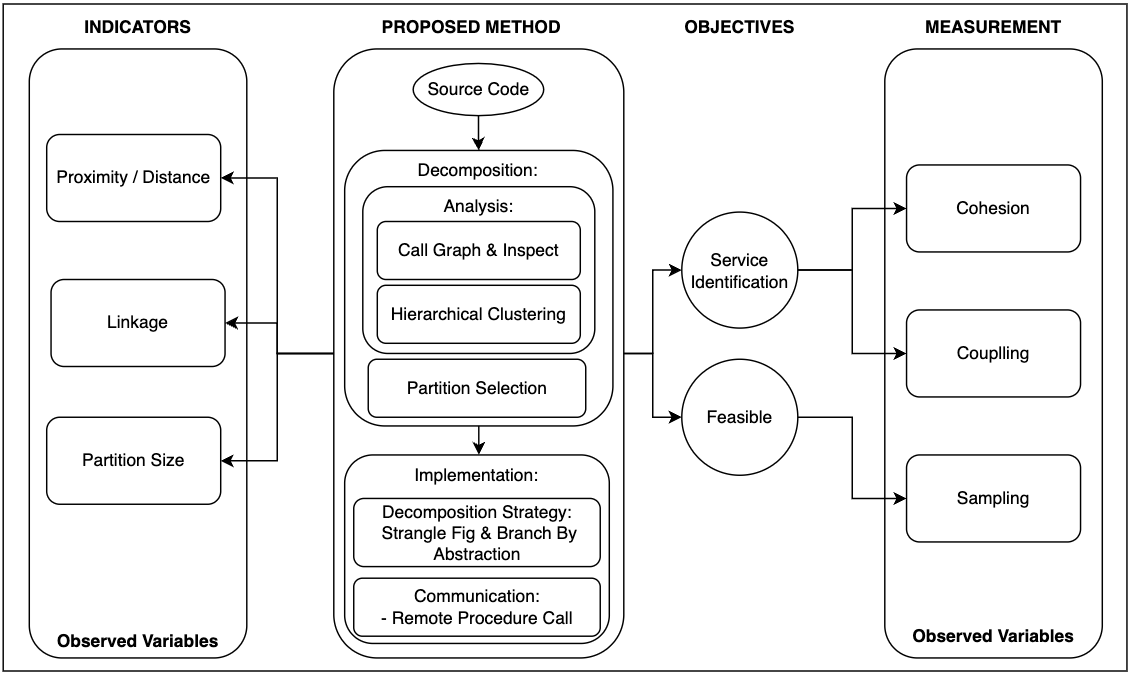 INDICATORS
Proximity / Distance
Linkage
Partition Size
Observed Variables
PROPOSED METHOD
Source Code
Decomposition:
Analysis:
Call Graph & Inspect
Hierarchical Clustering
Partition Selection
Implementation:
Decomposition Strategy:
Strangle Fig & Branch By
Abstraction
Communication:
- Remote Procedure Call
OBJECTIVES
Service
Identification
Feasible
MEASUREMENT
Cohesion
Couplling
Sampling
Observed Variables